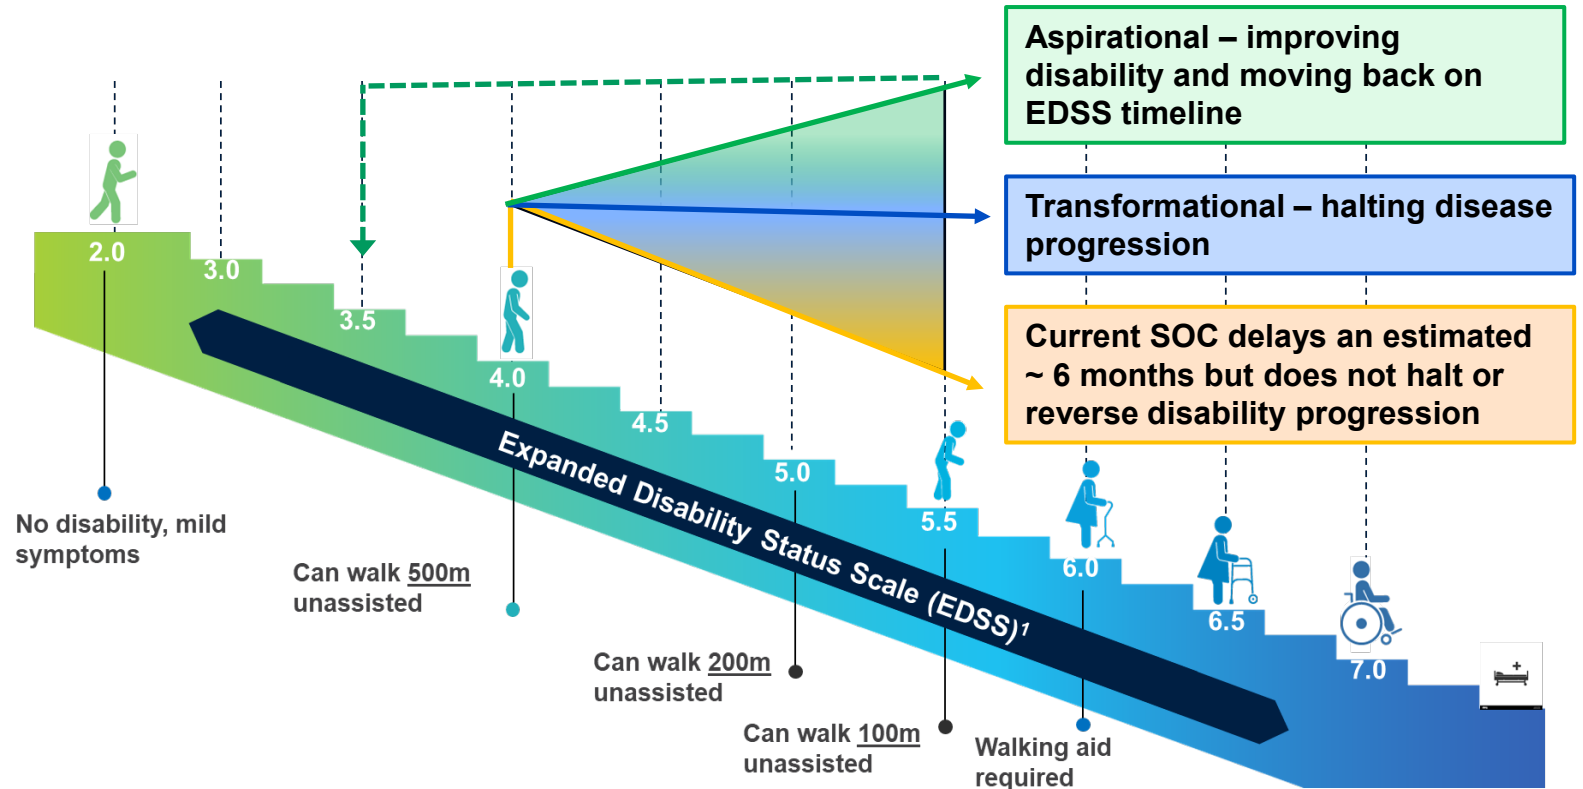 Aspirational – improving
disability and moving back on
EDSS timeline
Transformational – halting disease
progression
Current SOC delays an estimated
~ 6 months but does not halt or
reverse disability progression
2.0
3.0
3.5
4.0
4.5
5.0
5.5
6.0
6.5
7.0
Expanded Disability Status Scale (EDSS)1
No disability, mild
symptoms
Can walk 500m
unassisted
Can walk 200m
unassisted
Can walk 100m
unassisted
Walking aid
required